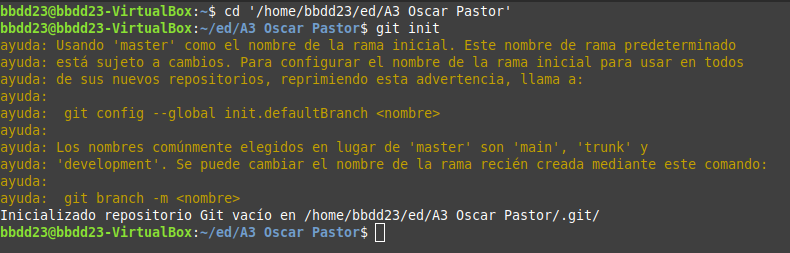 bbdd23@bbdd23-VirtualBox:~$ cd '/home/bbdd23/ed/A3 Oscar Pastor'
bbdd23@bbdd23-VirtualBox:~/ed/A3 Oscar Pastor$ git init
ayuda: Usando 'master' como el nombre de la rama inicial. Este nombre de rama predeterminado
ayuda: está sujeto a cambios. Para configurar el nombre de la rama inicial para usar en todos
ayuda: de sus nuevos repositorios, reprimiendo esta advertencia, llama a:
ayuda:
ayuda:  git config --global init.defaultBranch <nombre>
ayuda:
ayuda: Los nombres comúnmente elegidos en lugar de 'master' son 'main', 'trunk' y
ayuda: 'development'. Se puede cambiar el nombre de la rama recién creada mediante este comando:
ayuda:
ayuda:  git branch -m <nombre>
Inicializado repositorio Git vacío en /home/bbdd23/ed/A3 Oscar Pastor/.git/
bbdd23@bbdd23-VirtualBox:~/ed/A3 Oscar Pastor$